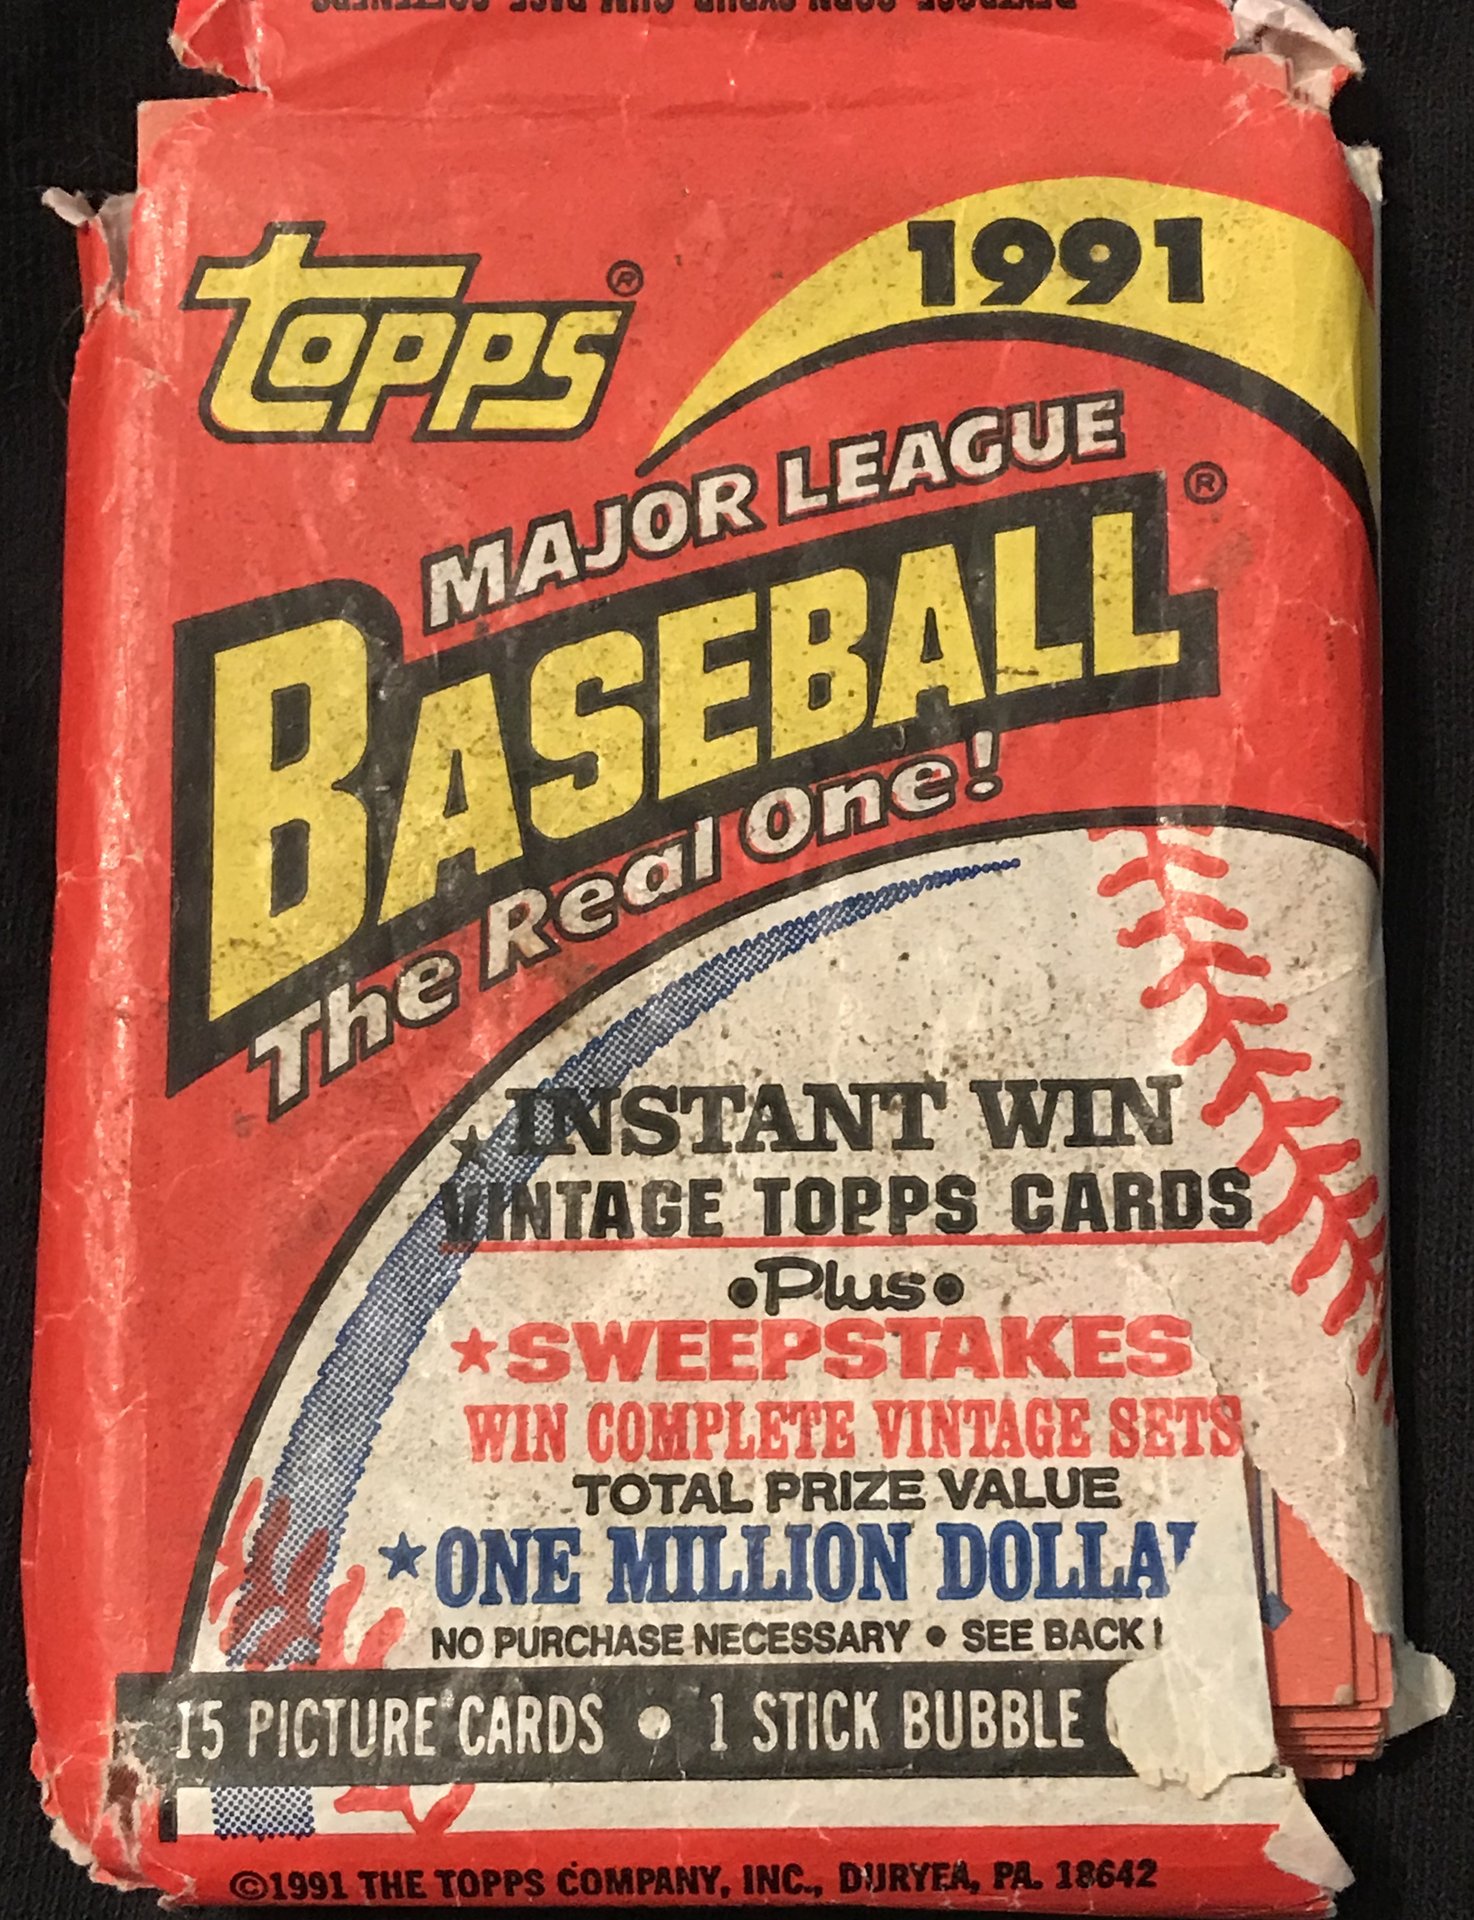 topps®
1991
MAJOR LEAGUE
BASEBALL®
The Real One!
★INSTANT WIN
VINTAGE TOPPS CARDS
•Plus•
★SWEEPSTAKES
WIN COMPLETE VINTAGE SETS
TOTAL PRIZE VALUE
★ONE MILLION DOLLA
NO PURCHASE NECESSARY • SEE BACK
15 PICTURE CARDS • 1 STICK BUBBLE
©1991 THE TOPPS COMPANY, INC., DURYEA, PA. 18642